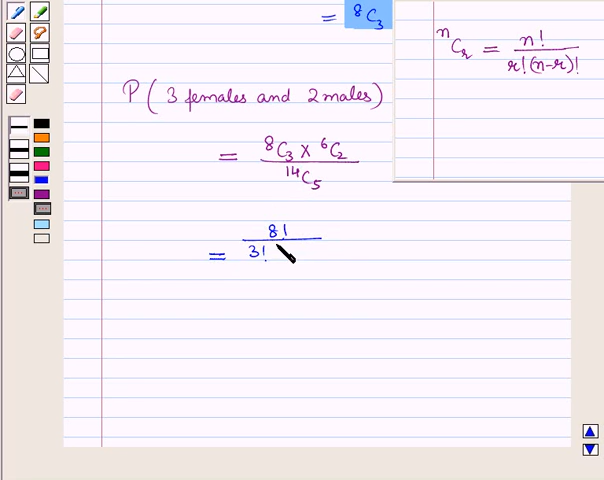 = ⁸C₃
ⁿCᵣ = n! / r!(n-r)!
P ( 3 females and 2 males)
= ⁸C₃ × ⁶C₂ / ¹⁴C₅
= 8! / 3!